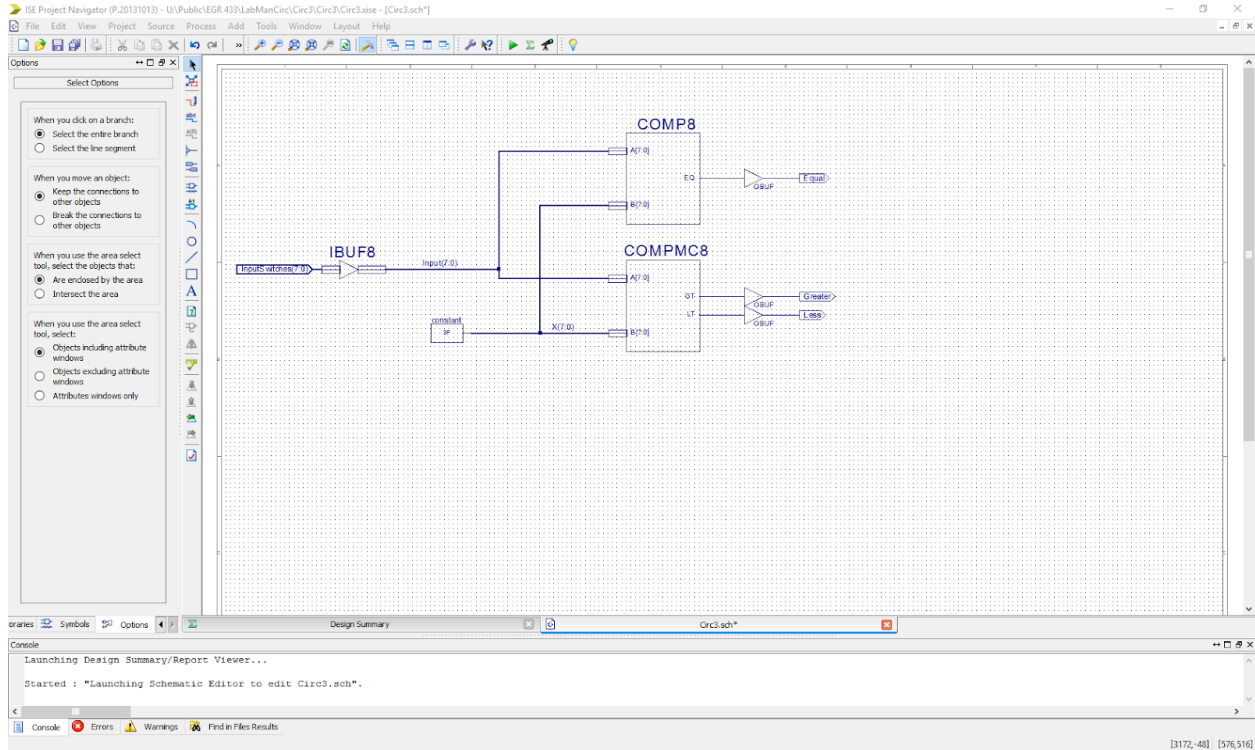 ISE Project Navigator (P.20131013) - U:\Public\EGR 433\LabManCirc\Circ3\Circ3\Circ3.xise - [Circ3.sch*]
File Edit View Project Source Process Add Tools Window Layout Help
Options
Select Options
When you click on a branch:
Select the entire branch
Select the line segment
When you move an object:
Keep the connections to
other objects
Break the connections to
other objects
When you use the area select
tool, select the objects that:
Are enclosed by the area
Intersect the area
When you use the area select
tool, select:
Objects including attribute
windows
Objects excluding attribute
windows
Attributes windows only
COMP8
A[7:0]
EQ
OBUF
Equal
B[7:0]
IBUF8
InputSwitches(7:0)
Input(7:0)
COMPMC8
A[7:0]
GT
OBUF
Greater
LT
OBUF
Less
constant
X(7:0)
B[7:0]
oraries Symbols Options
Design Summary
Circ3.sch*
Console
Launching Design Summary/Report Viewer...
Started : "Launching Schematic Editor to edit Circ3.sch".
Console Errors Warnings Find in Files Results
[3172,-48] [576,516]